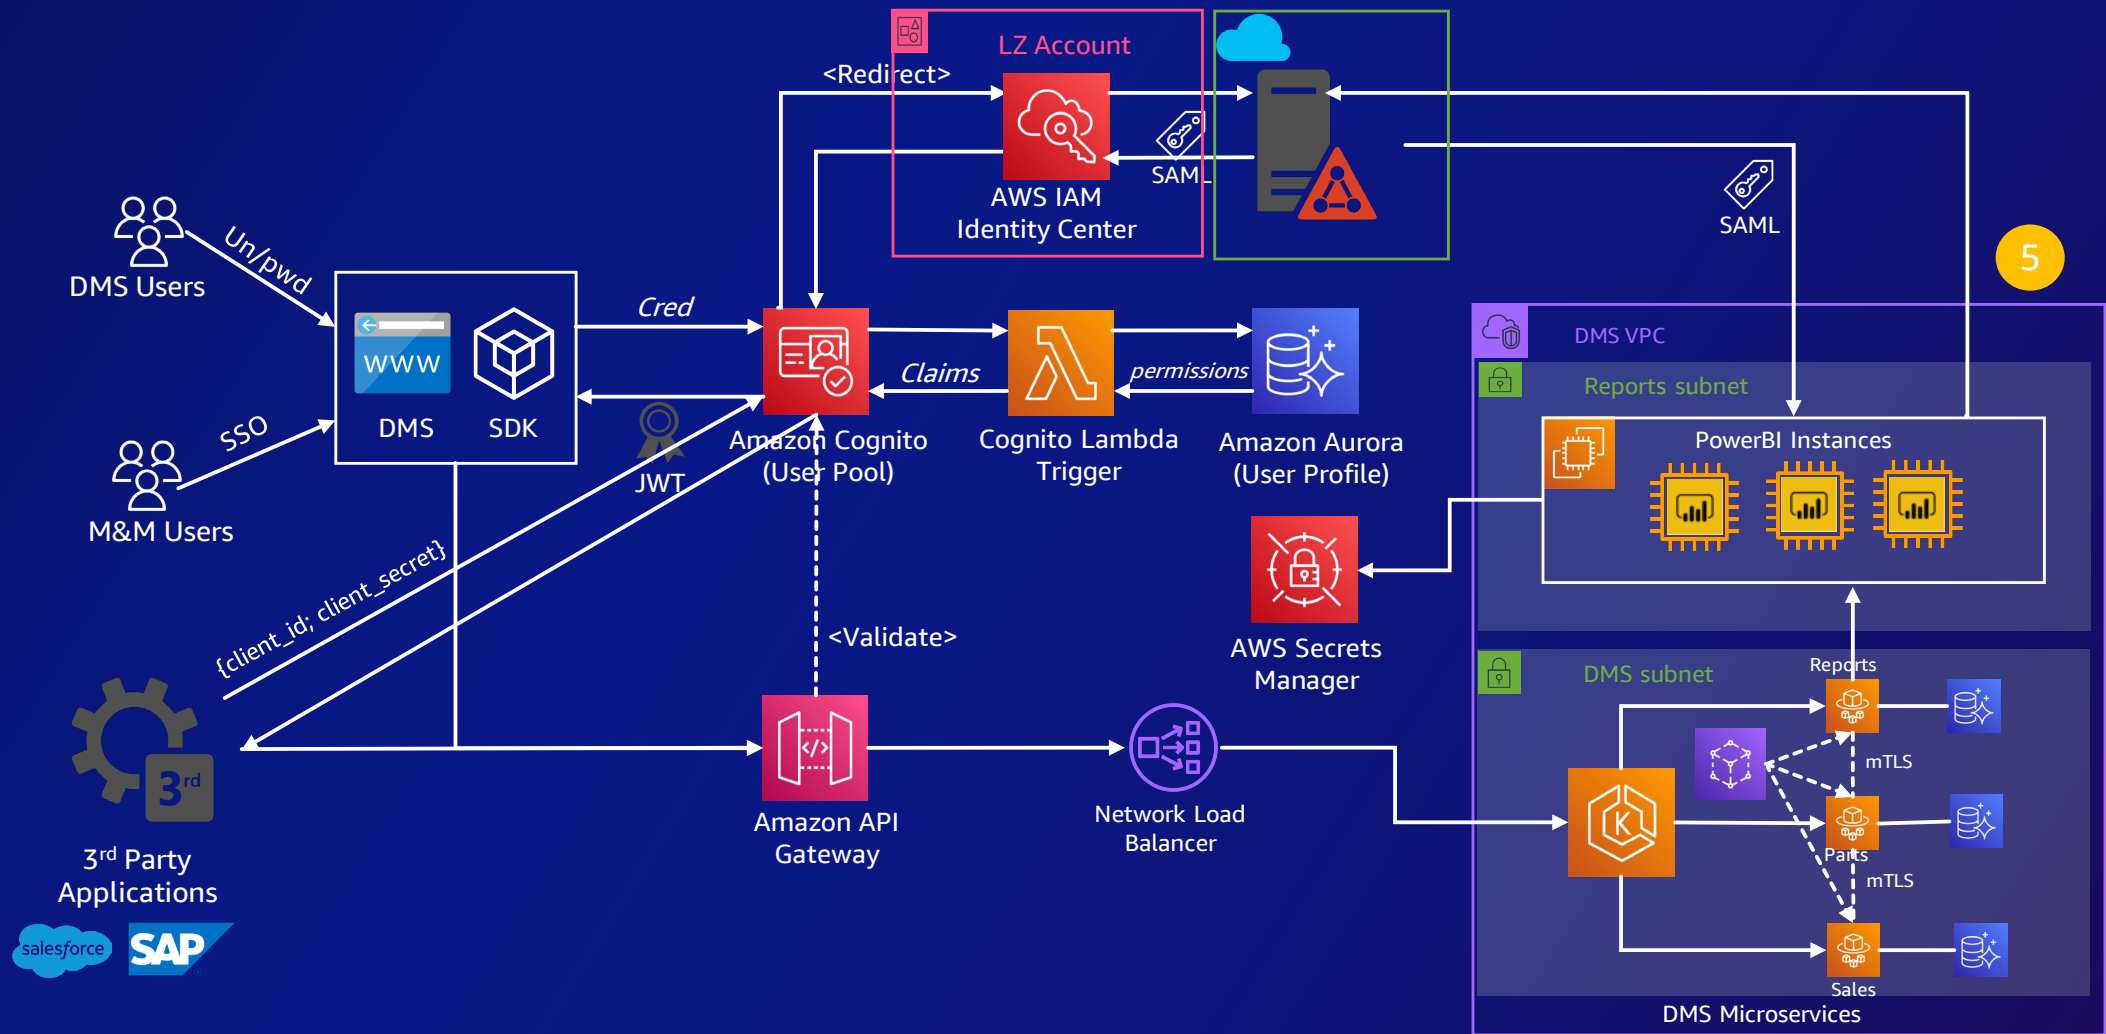 LZ Account
<Redirect>
SAML
AWS IAM
Identity Center
SAML
5
DMS Users
Un/pwd
M&M Users
SSO
WWW
DMS
SDK
Cred
JWT
Amazon Cognito
(User Pool)
Claims
Cognito Lambda
Trigger
permissions
Amazon Aurora
(User Profile)
DMS VPC
Reports subnet
PowerBI Instances
{client_id; client_secret}
<Validate>
AWS Secrets
Manager
3rd
3rd Party
Applications
salesforce
SAP
Amazon API
Gateway
Network Load
Balancer
DMS subnet
Reports
mTLS
K
Parts
mTLS
Sales
DMS Microservices